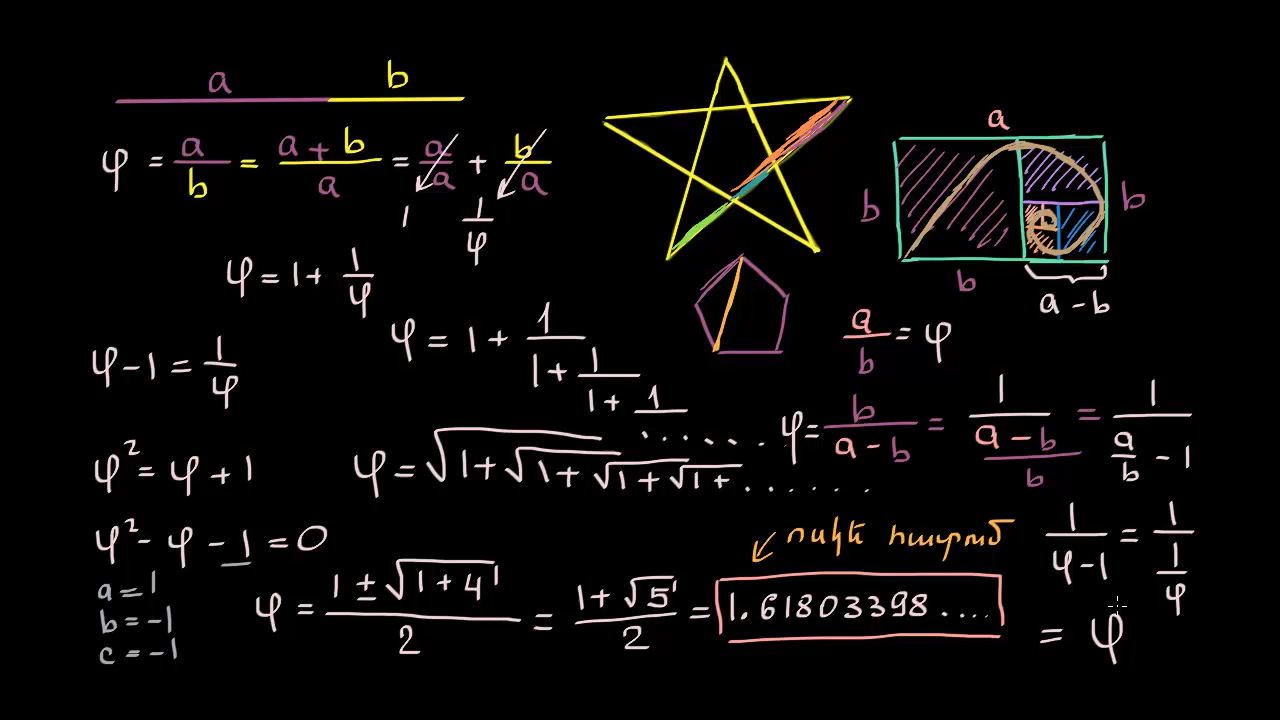 a b
φ = a/b = (a + b)/a = a/a + b/a
1 1/φ
φ = 1 + 1/φ
φ = 1 + 1/(1 + 1/(1 + 1/.......
φ - 1 = 1/φ
φ² = φ + 1
φ = √(1 + √(1 + √(1 + √(1 + .......
φ² - φ - 1 = 0
a = 1
b = -1
c = -1
φ = (1 ± √(1 + 4))/2 = (1 + √5)/2 = 1.61803398....
ոսկե հատում
a
b b
b a - b
a/b = φ
φ = b/(a - b) = 1/((a - b)/b) = 1/(a/b - 1)
1/(φ - 1) = 1/(1/φ)
= φ